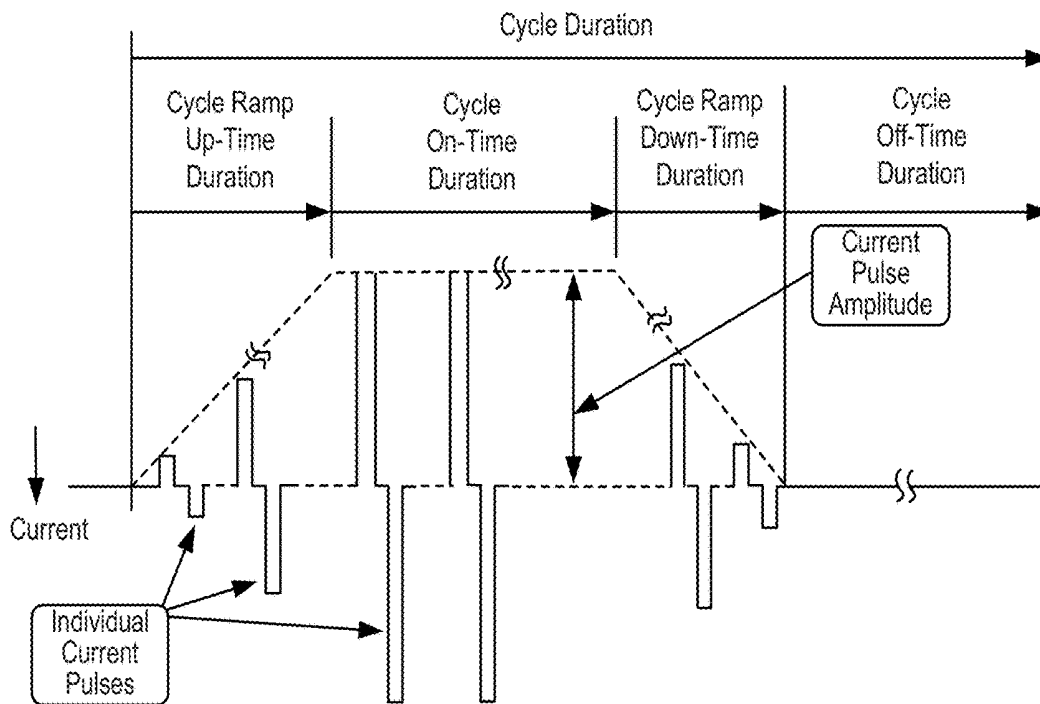 Cycle Duration
Cycle Ramp
Up-Time
Duration
Cycle
On-Time
Duration
Cycle Ramp
Down-Time
Duration
Cycle
Off-Time
Duration
Current
Pulse
Amplitude
Current
Individual
Current
Pulses